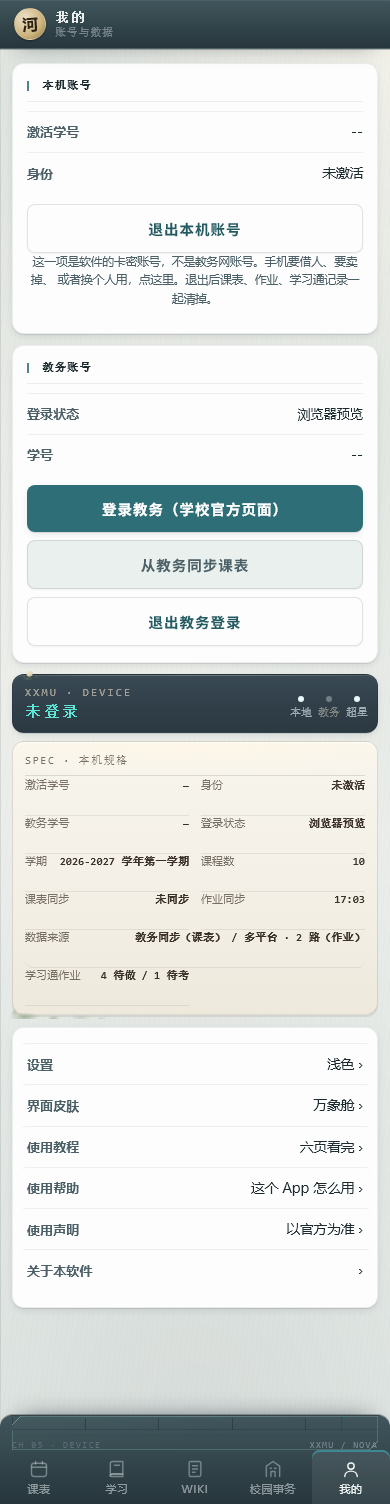 河
我的
账号与数据
本机账号
激活学号 --
身份 未激活
退出本机账号
这一项是软件的卡密账号，不是教务网账号。手机要借人、要卖
掉、 或者换个人用，点这里。退出后课表、作业、学习通记录一
起清掉。
教务账号
登录状态 浏览器预览
学号 --
登录教务（学校官方页面）
从教务同步课表
退出教务登录
XXMU · DEVICE
未登录
本地 教务 超星
SPEC · 本机规格
激活学号 — 身份 未激活
教务学号 — 登录状态 浏览器预览
学期 2026-2027 学年第一学期 课程数 10
课表同步 未同步 作业同步 17:03
数据来源 教务同步（课表） / 多平台 · 2 路（作业）
学习通作业 4 待做 / 1 待考
设置 浅色 ›
界面皮肤 万象舱 ›
使用教程 六页看完 ›
使用帮助 这个 App 怎么用 ›
使用声明 以官方为准 ›
关于本软件 ›
CH 05 · DEVICE XXMU / NOVA
课表 学习 WIKI 校园事务 我的